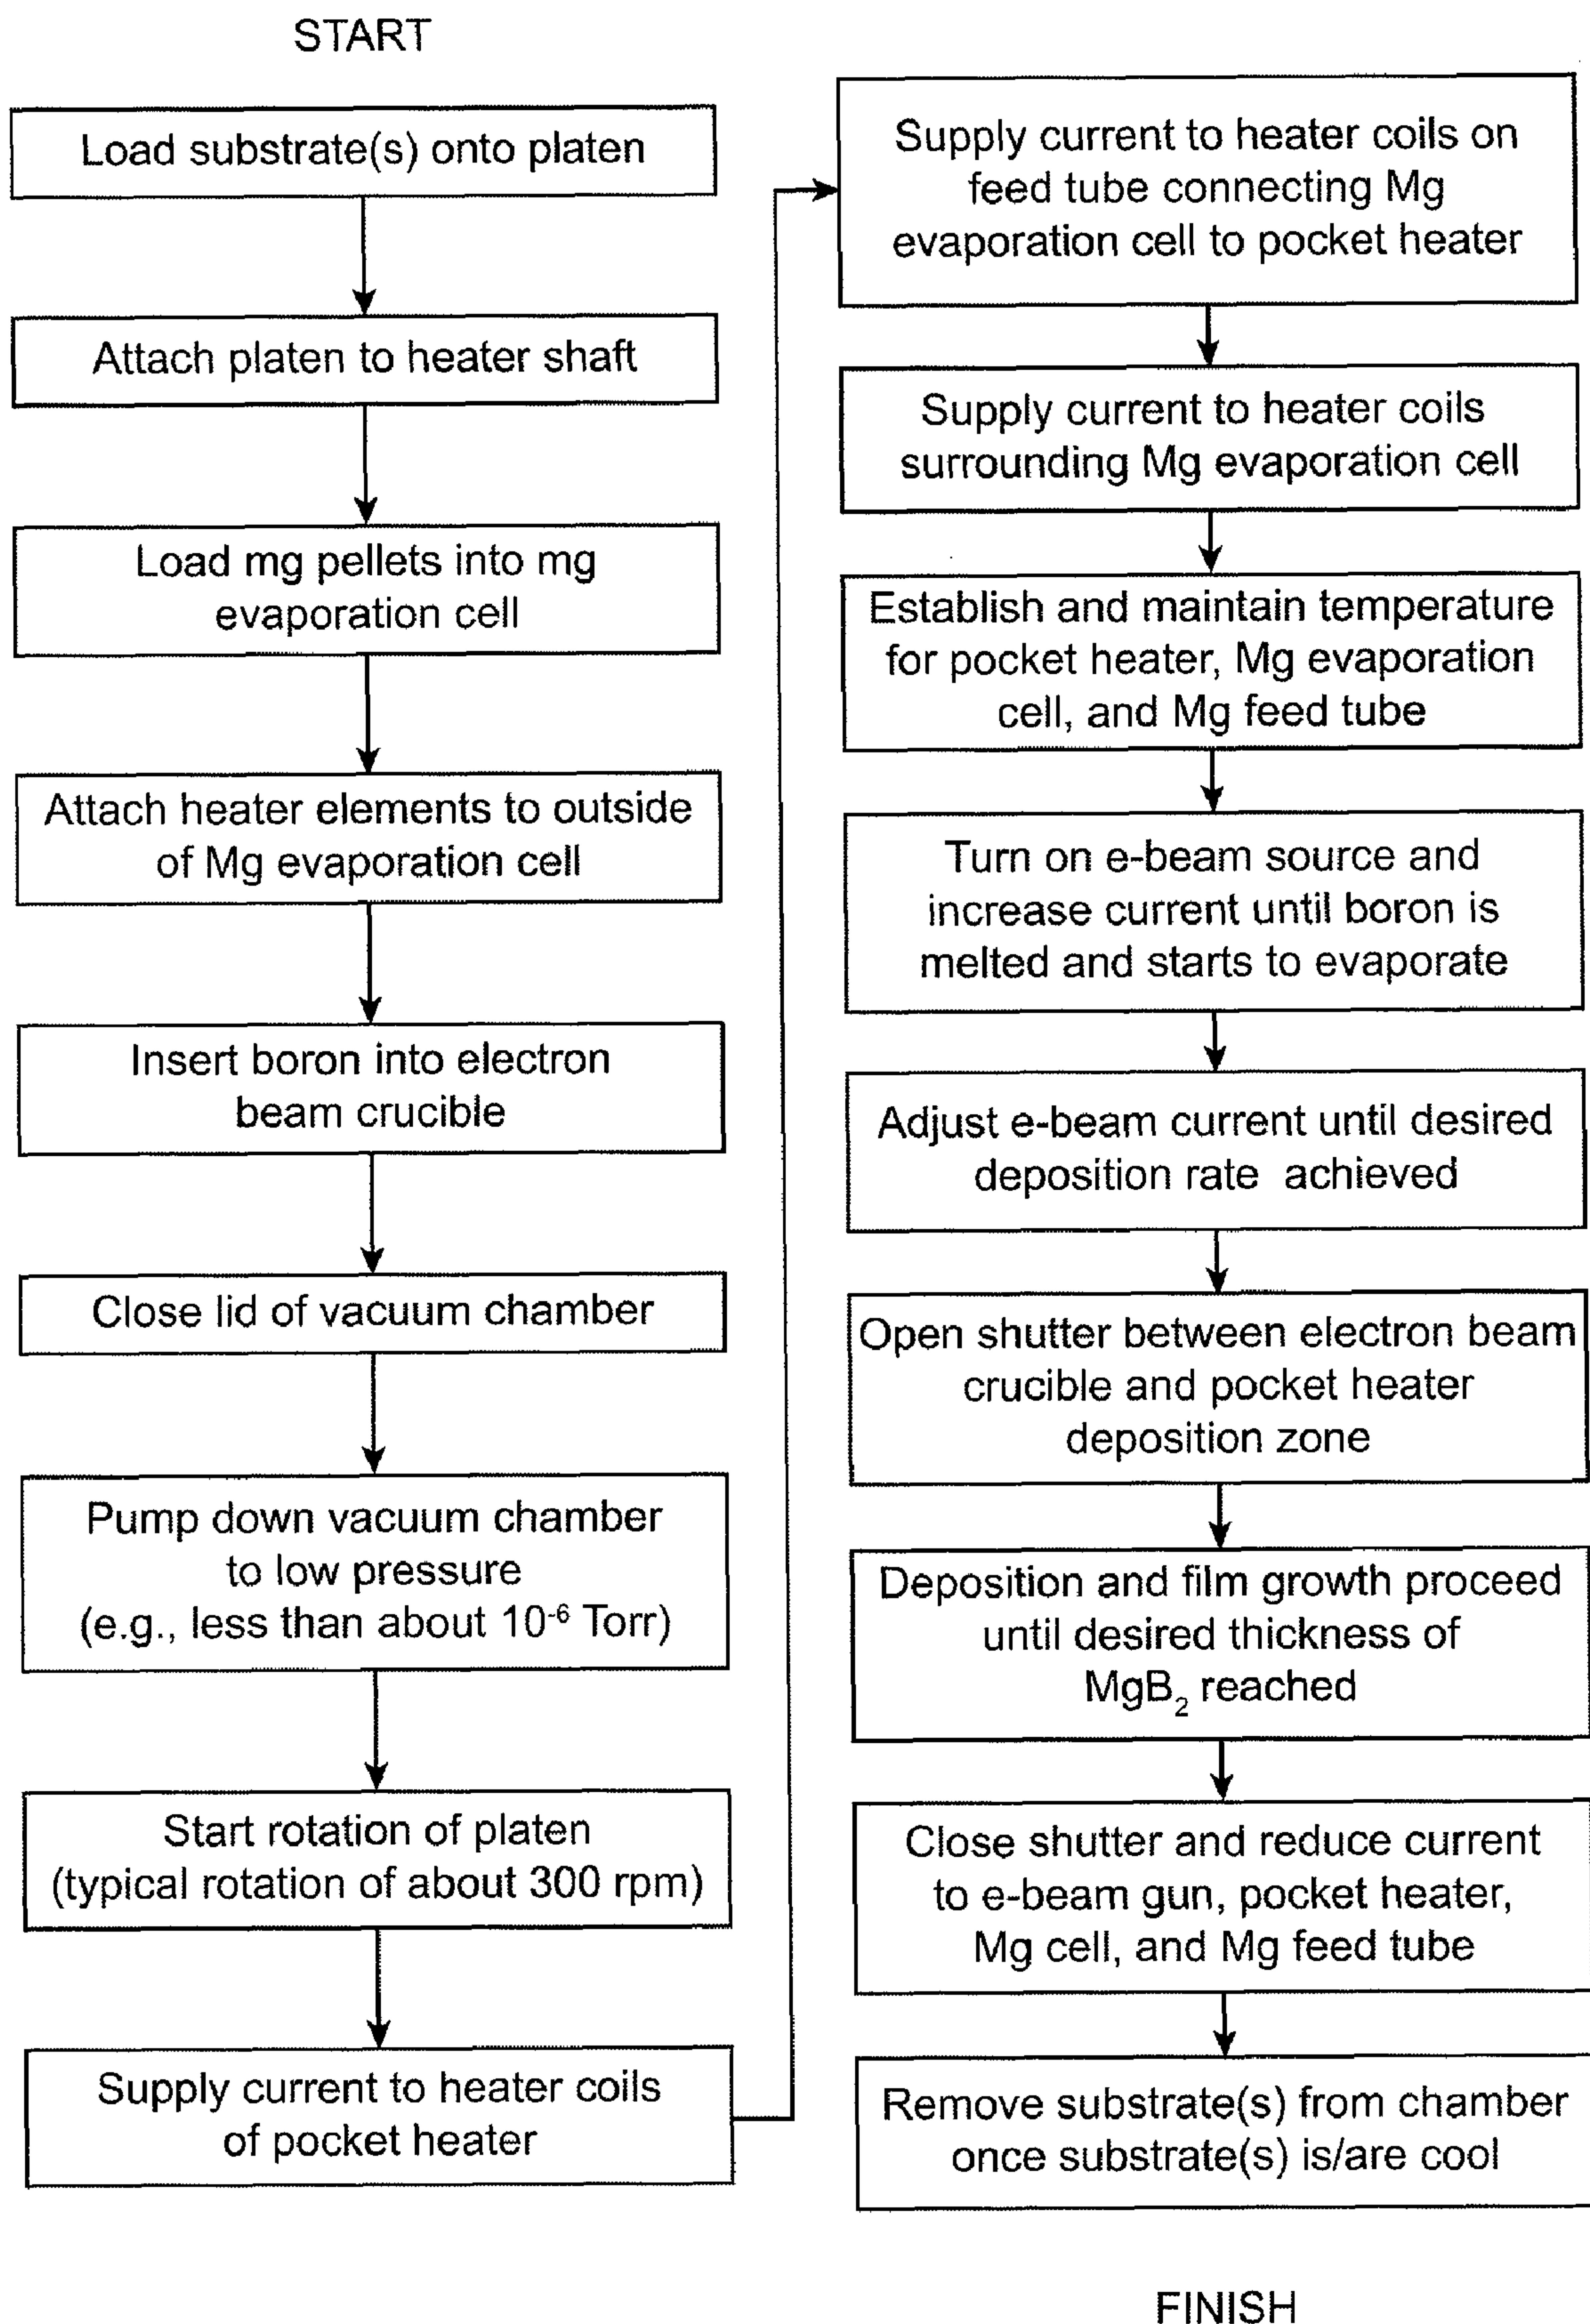 START
Load substrate(s) onto platen
Attach platen to heater shaft
Load mg pellets into mg
evaporation cell
Attach heater elements to outside
of Mg evaporation cell
Insert boron into electron
beam crucible
Close lid of vacuum chamber
Pump down vacuum chamber
to low pressure
(e.g., less than about 10⁻⁶ Torr)
Start rotation of platen
(typical rotation of about 300 rpm)
Supply current to heater coils
of pocket heater
Supply current to heater coils on
feed tube connecting Mg
evaporation cell to pocket heater
Supply current to heater coils
surrounding Mg evaporation cell
Establish and maintain temperature
for pocket heater, Mg evaporation
cell, and Mg feed tube
Turn on e-beam source and
increase current until boron is
melted and starts to evaporate
Adjust e-beam current until desired
deposition rate achieved
Open shutter between electron beam
crucible and pocket heater
deposition zone
Deposition and film growth proceed
until desired thickness of
MgB₂ reached
Close shutter and reduce current
to e-beam gun, pocket heater,
Mg cell, and Mg feed tube
Remove substrate(s) from chamber
once substrate(s) is/are cool
FINISH